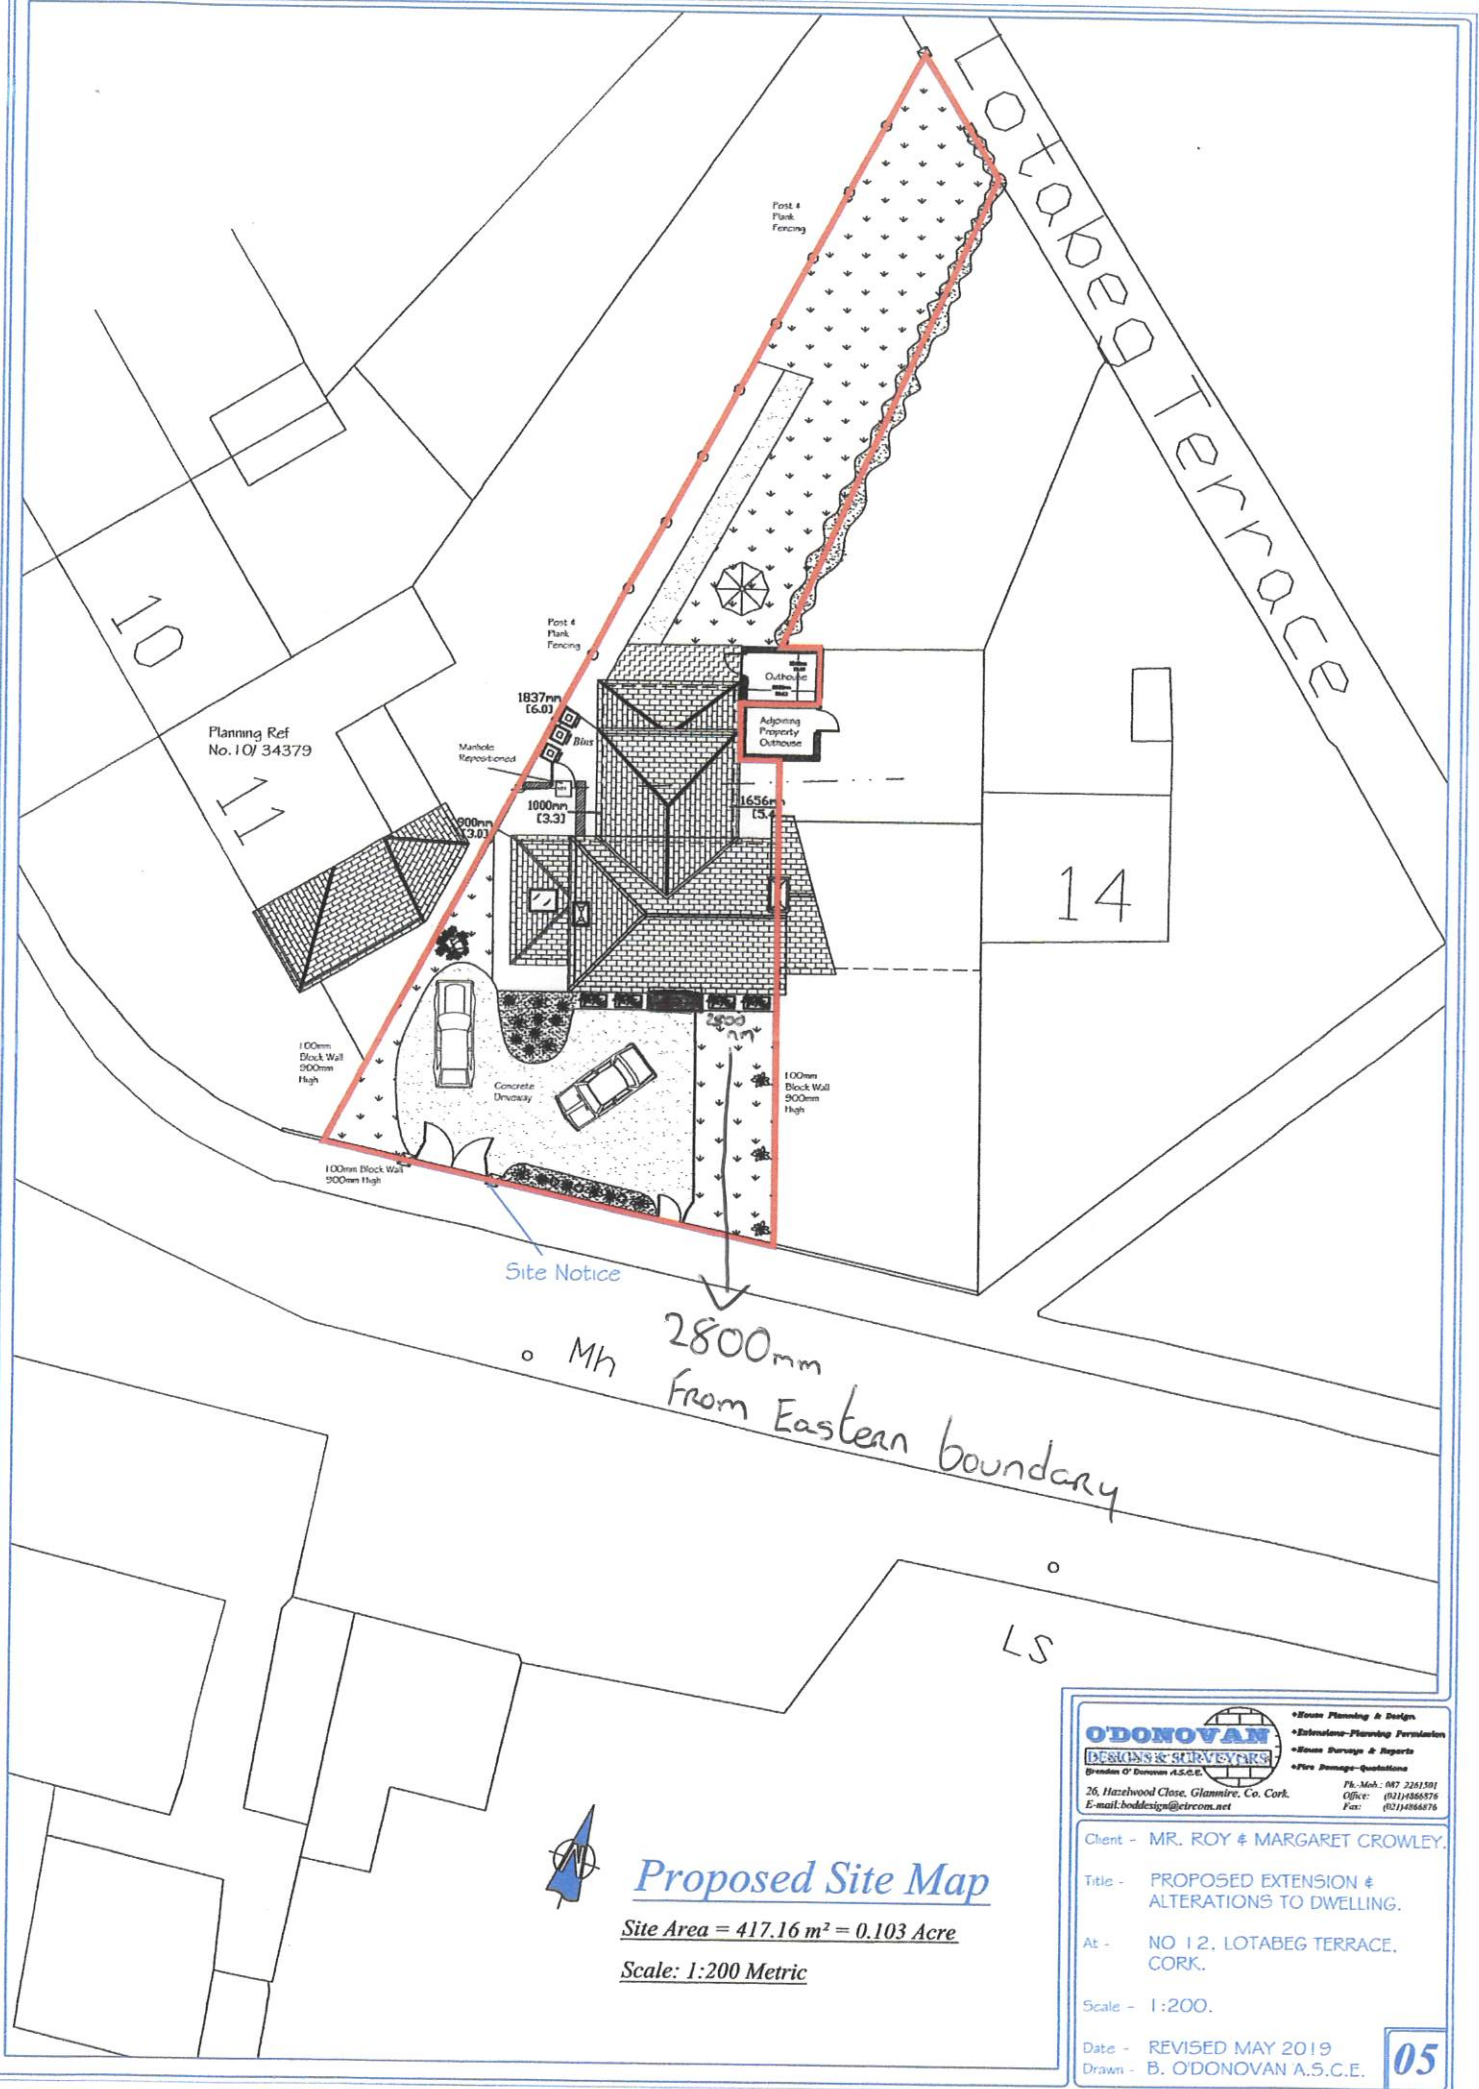 Lotabeg Terrace
Post &
Plank
Fencing
10
Post &
Plank
Fencing
Outhouse
1837mm
[6.0]
Bins
Adjoining
Property
Outhouse
Planning Ref
No.10/ 34379
Manhole
Repositioned
11
1000mm
[3.3]
1656m
[5.4
900mm
[3.0]
14
2800
mm
100mm
Block Wall
900mm
High
100mm
Block Wall
900mm
High
Concrete
Driveway
100mm Block Wall
900mm High
Site Notice
2800mm
From Eastern boundary
Mh
LS
O'DONOVAN
DESIGNS & SURVEYORS
Brendan O' Donovan A.S.C.E.
26, Hazelwood Close, Glanmire, Co. Cork.
E-mail:boddesign@eircom.net
•House Planning & Design
•Extensions-Planning Permission
•House Surveys & Reports
•Fire Damage-Quotations
Ph.-Mob.: 087 2261501
Office: (021)4866876
Fax: (021)4866876
Client - MR. ROY & MARGARET CROWLEY.
Title - PROPOSED EXTENSION &
ALTERATIONS TO DWELLING.
At - NO 12, LOTABEG TERRACE,
CORK.
Scale - 1:200.
Date - REVISED MAY 2019
Drawn - B. O'DONOVAN A.S.C.E.
05
N
Proposed Site Map
Site Area = 417.16 m² = 0.103 Acre
Scale: 1:200 Metric